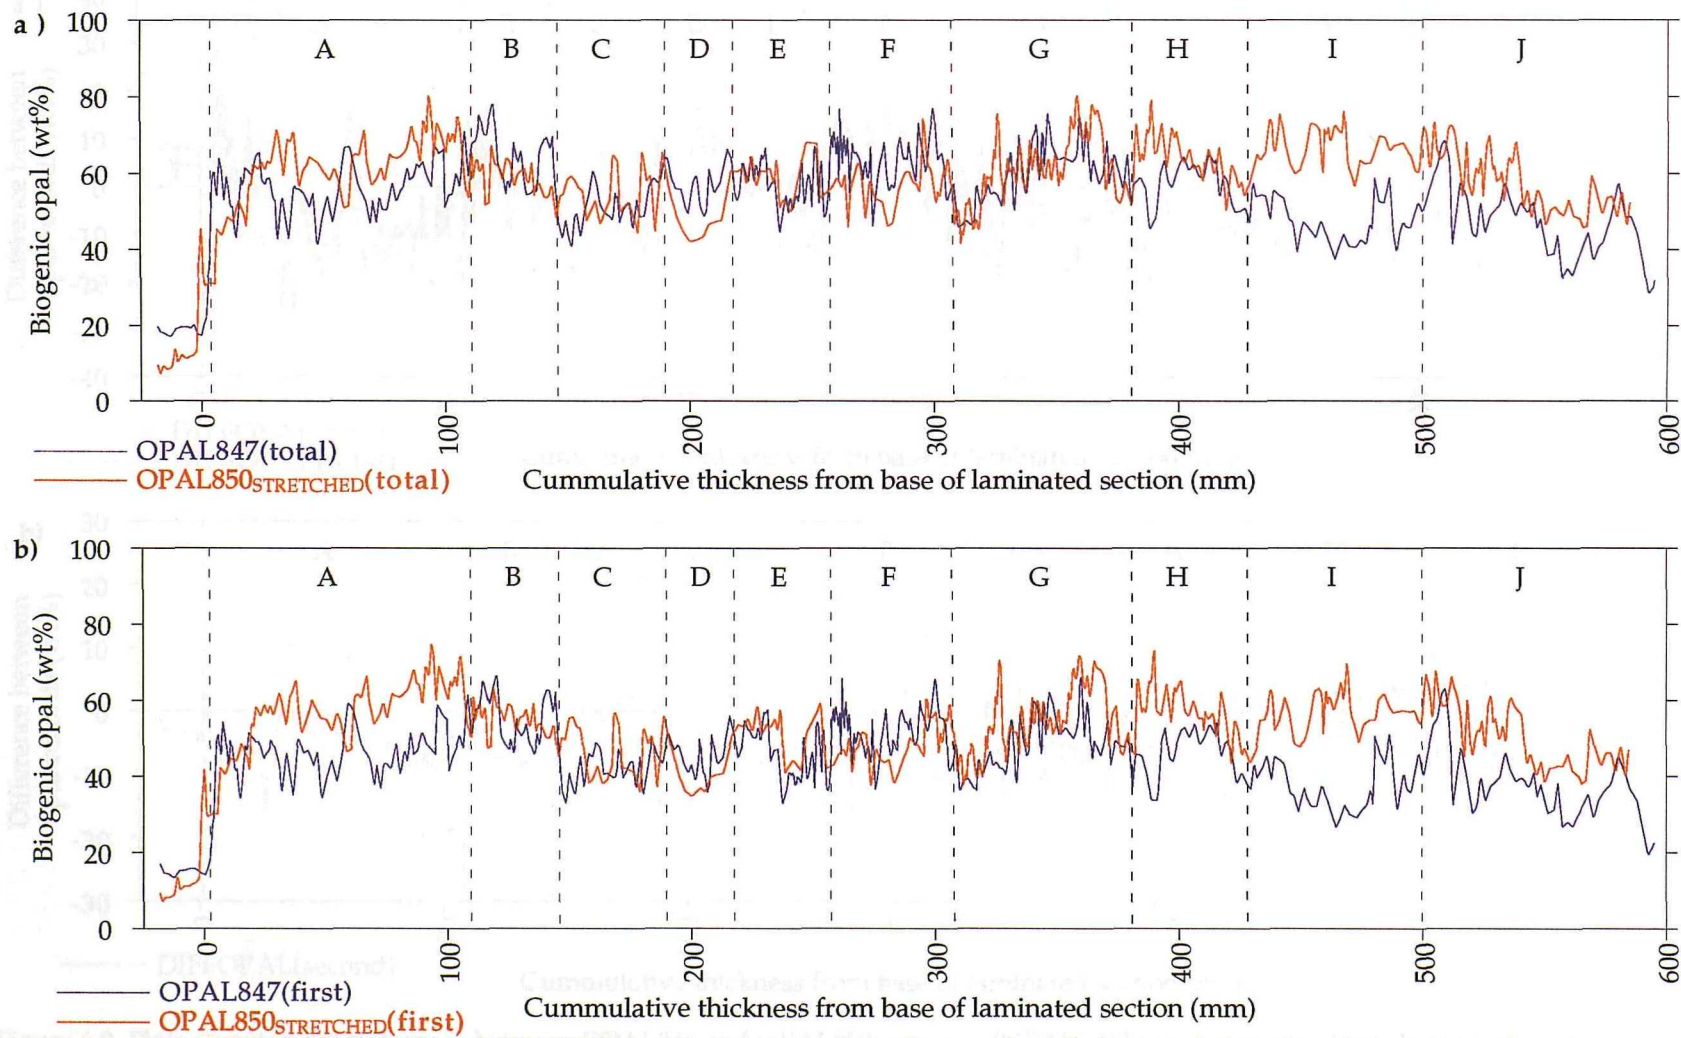 a )
100
80
60
40
20
0
Biogenic opal (wt%)
A B C D E F G H I J
0 100 200 300 400 500 600
OPAL847(total)
OPAL850STRETCHED(total)
Cummulative thickness from base of laminated section (mm)
b)
100
80
60
40
20
0
Biogenic opal (wt%)
A B C D E F G H I J
0 100 200 300 400 500 600
OPAL847(first)
OPAL850STRETCHED(first)
Cummulative thickness from base of laminated section (mm)